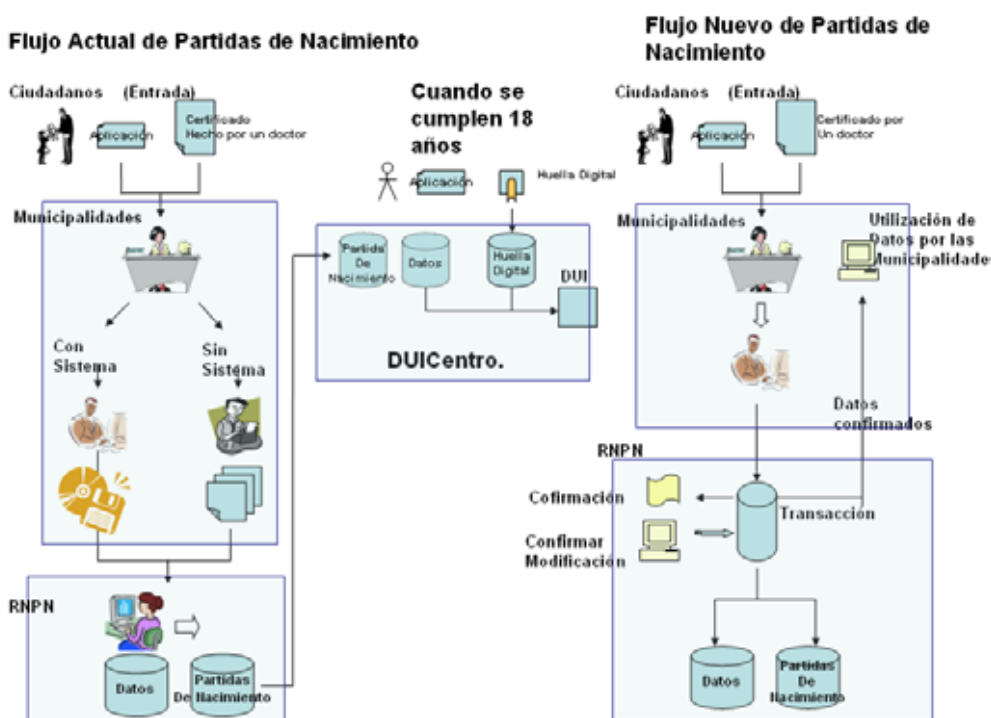 Flujo Actual de Partidas de Nacimiento
Ciudadanos (Entrada)
Aplicación
Certificado
Hecho por un doctor
Municipalidades
Con
Sistema
Sin
Sistema
RNPN
Datos
Partidas
De Nacimiento
Cuando se
cumplen 18
años
Aplicación
Huella Digital
Partida
De
Nacimiento
Datos
Huella
Digital
DUI
DUICentro.
Flujo Nuevo de Partidas de
Nacimiento
Ciudadanos (Entrada)
Aplicación
Certificado por
Un doctor
Municipalidades
Utilización de
Datos por las
Municipalidade
Datos
confirmados
RNPN
Cofirmación
Transacción
Confirmar
Modificación
Datos
Partidas
De
Nacimiento